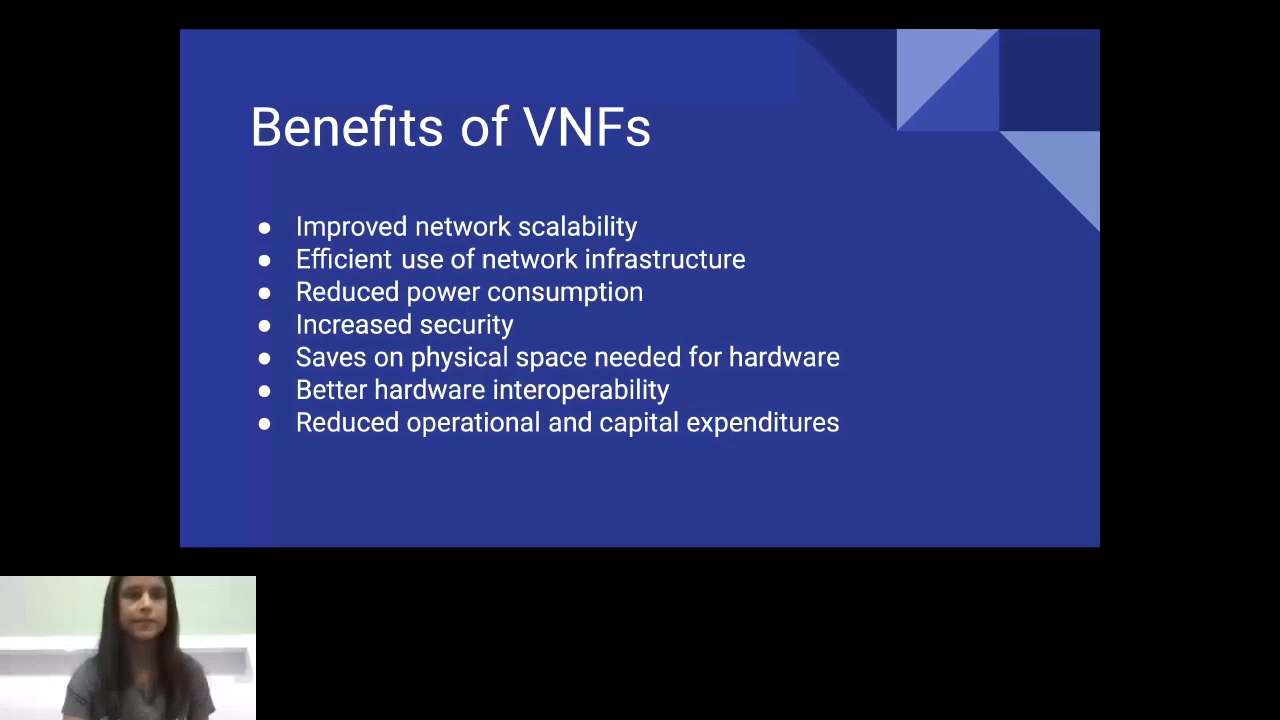 Benefits of VNFs
● Improved network scalability
● Efficient use of network infrastructure
● Reduced power consumption
● Increased security
● Saves on physical space needed for hardware
● Better hardware interoperability
● Reduced operational and capital expenditures